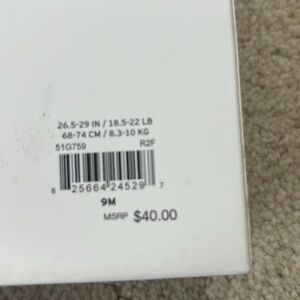 26.5-29 IN / 18.5-22 LB
68-74 CM / 8.3-10 KG
51G759 R2F
8 25664 24529 7
9M
MSRP $40.00